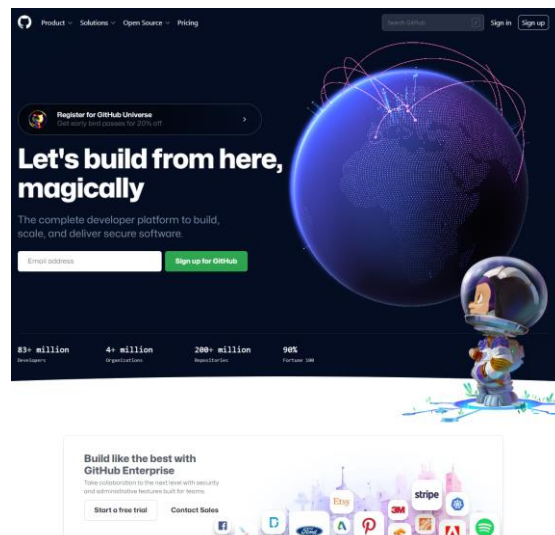 Product Solutions Open Source Pricing
Search GitHub / Sign in Sign up
Register for GitHub Universe
Get early bird passes for 20% off
Let's build from here,
magically
The complete developer platform to build,
scale, and deliver secure software.
Email address Sign up for GitHub
83+ million 4+ million 200+ million 90%
Developers Organizations Repositories Fortune 100
Build like the best with
GitHub Enterprise
Take collaboration to the next level with security
and administrative features built for teams.
Start a free trial Contact Sales
Etsy
stripe
3M
Ford